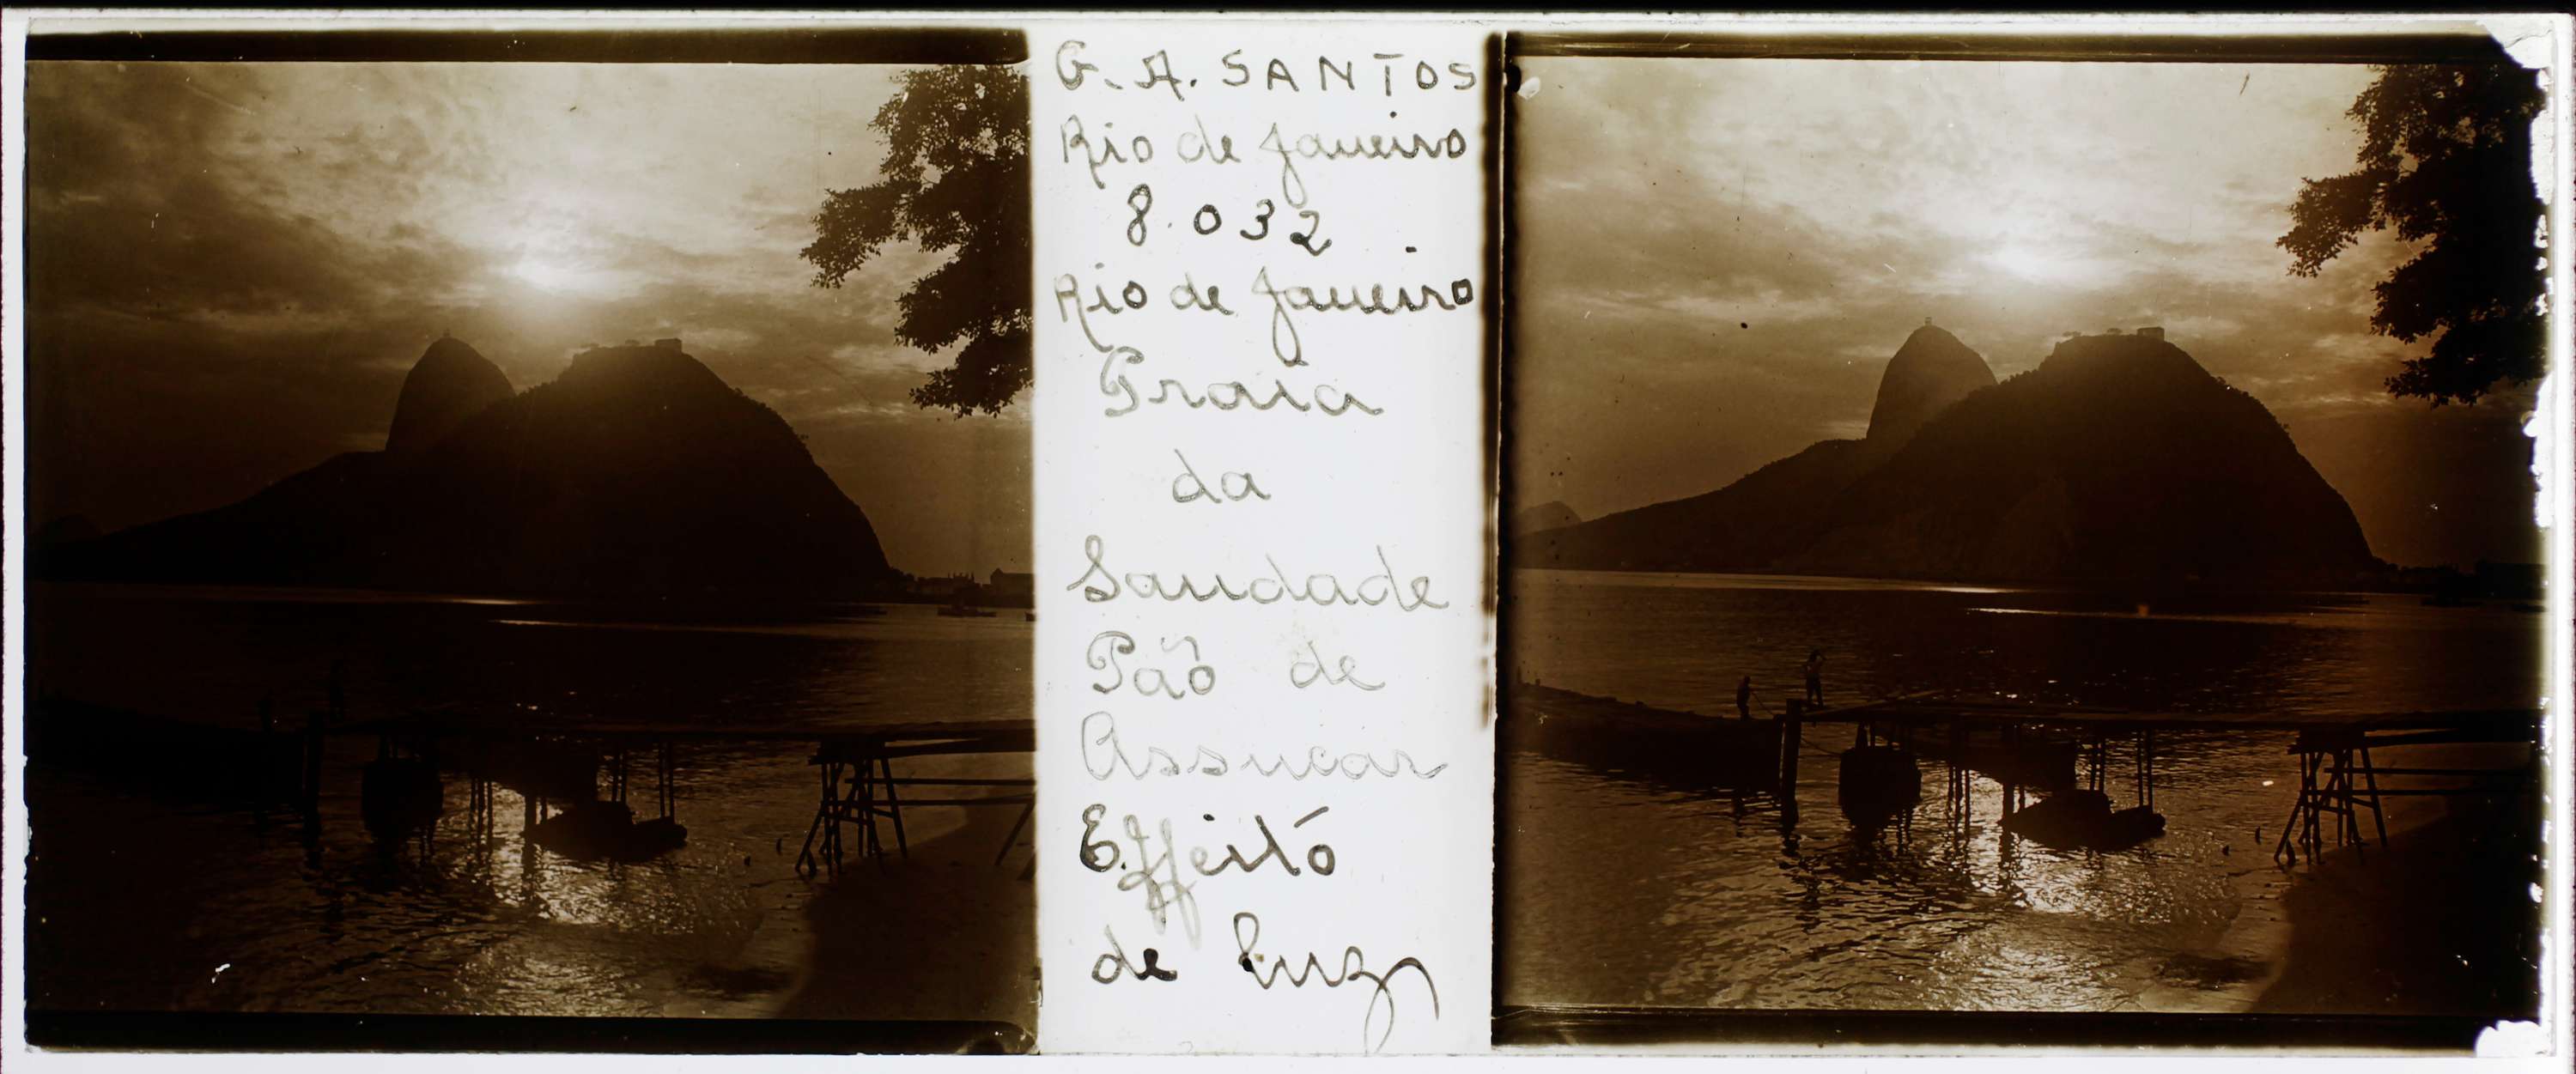 G. A. SANTOS
Rio de Janeiro
8.032
Rio de Janeiro
Praia
da
Saudade
Pão de
Assucar
Effeito
de luz